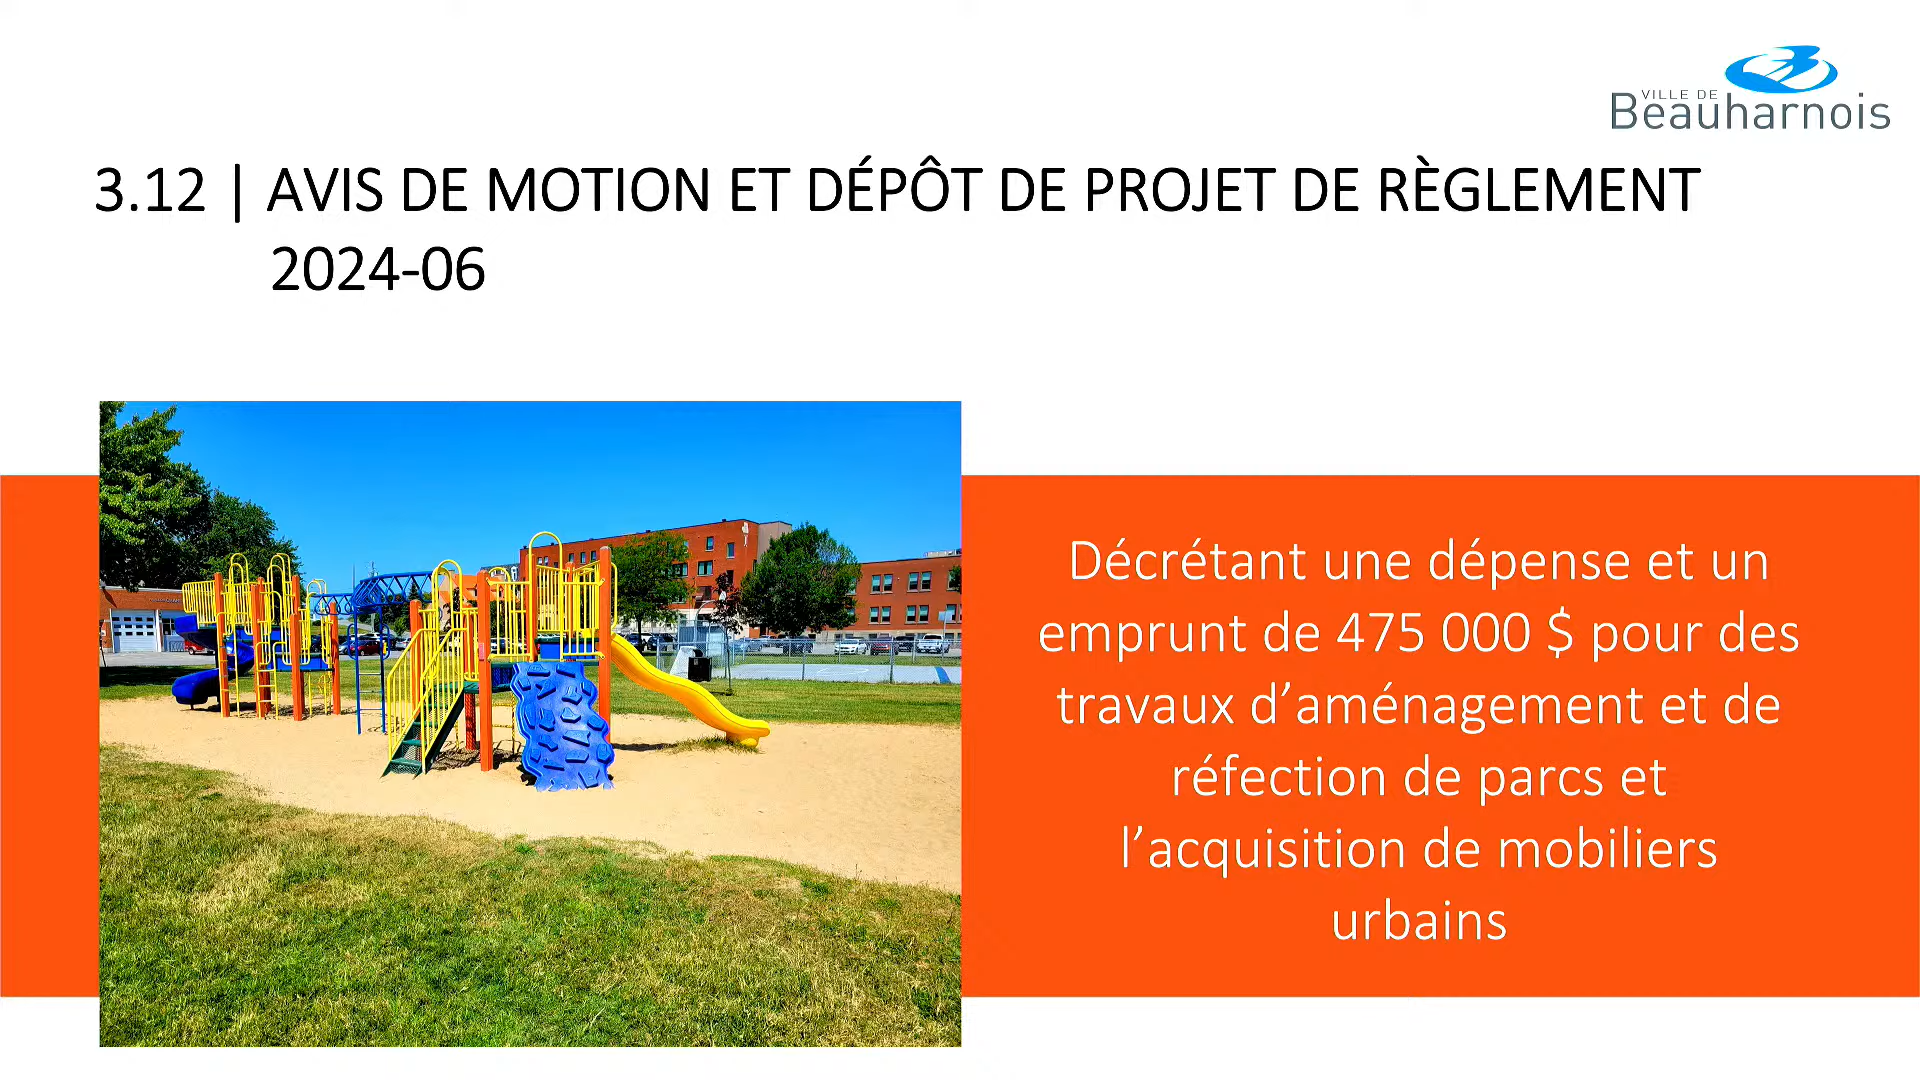 VILLE DE
Beauharnois
3.12 | AVIS DE MOTION ET DÉPÔT DE PROJET DE RÈGLEMENT
2024-06
Décrétant une dépense et un
emprunt de 475 000 $ pour des
travaux d’aménagement et de
réfection de parcs et
l’acquisition de mobiliers
urbains